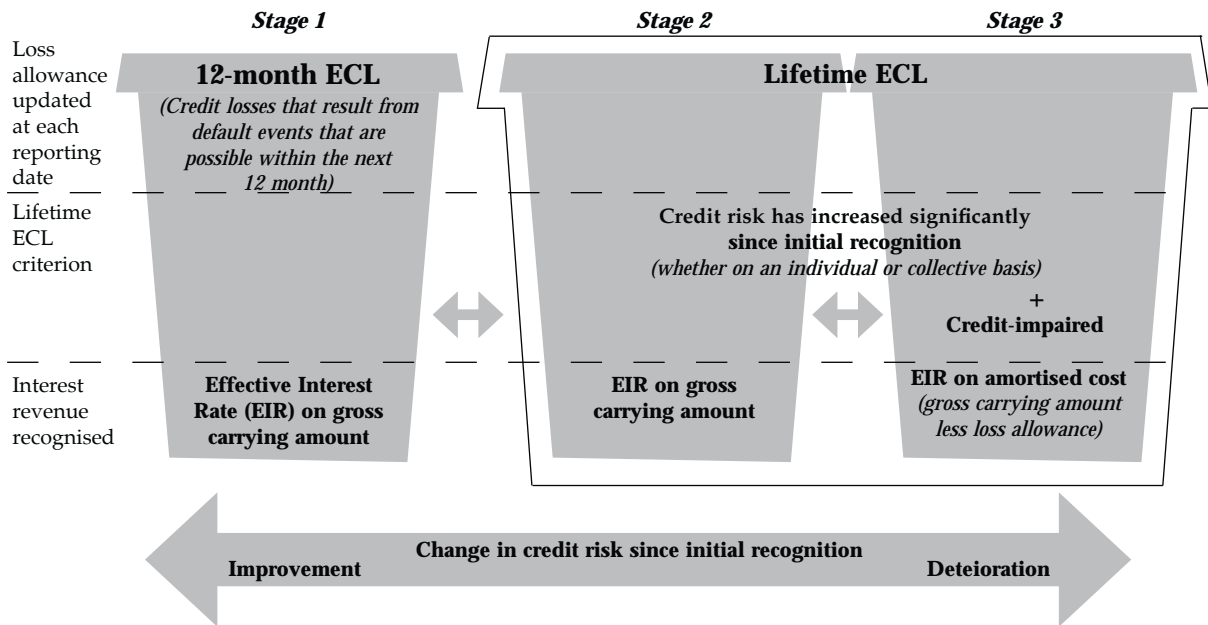 Stage 1
Stage 2
Stage 3
Loss
allowance
updated
at each
reporting
date
12-month ECL
(Credit losses that result from
default events that are
possible within the next
12 month)
Lifetime ECL
Lifetime
ECL
criterion
Credit risk has increased significantly
since initial recognition
(whether on an individual or collective basis)
+
Credit-impaired
Interest
revenue
recognised
Effective Interest
Rate (EIR) on gross
carrying amount
EIR on gross
carrying amount
EIR on amortised cost
(gross carrying amount
less loss allowance)
Change in credit risk since initial recognition
Improvement
Deteioration